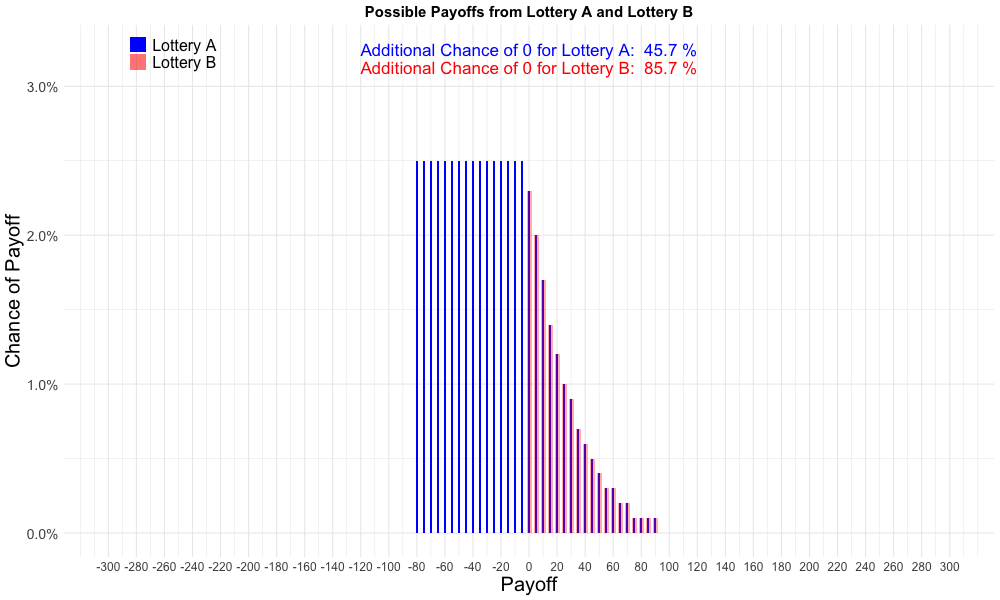 Possible Payoffs from Lottery A and Lottery B
Lottery A
Lottery B
Additional Chance of 0 for Lottery A: 45.7 %
Additional Chance of 0 for Lottery B: 85.7 %
Chance of Payoff
3.0%
2.0%
1.0%
0.0%
-300 -280 -260 -240 -220 -200 -180 -160 -140 -120 -100 -80 -60 -40 -20 0 20 40 60 80 100 120 140 160 180 200 220 240 260 280 300
Payoff